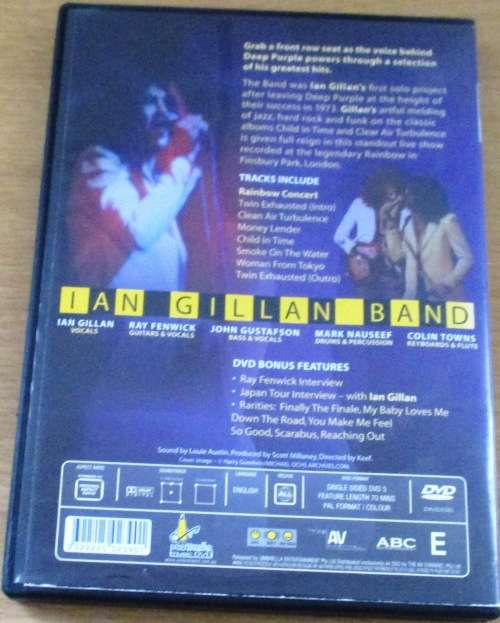 Grab a front row seat as the voice behind
Deep Purple powers through a selection
of his greatest hits.
The Band was Ian Gillan's first solo project
after leaving Deep Purple at the height of
their success in 1973. Gillan's artful melding
of jazz, hard rock and funk on the classic
albums Child in Time and Clear Air Turbulence
is given full reign in this standout live show
recorded at the legendary Rainbow in
Finsbury Park, London.
TRACKS INCLUDE
Rainbow Concert
Twin Exhausted (Intro)
Clean Air Turbulence
Money Lender
Child in Time
Smoke On The Water
Woman From Tokyo
Twin Exhausted (Outro)
IAN GILLAN BAND
IAN GILLAN RAY FENWICK JOHN GUSTAFSON MARK NAUSEEF COLIN TOWNS
VOCALS GUITARS & VOCALS BASS & VOCALS DRUMS & PERCUSSION KEYBOARDS & FLUTE
DVD BONUS FEATURES
• Ray Fenwick Interview
• Japan Tour Interview – with Ian Gillan
• Rarities: Finally The Finale, My Baby Loves Me
Down The Road, You Make Me Feel
So Good, Scarabus, Reaching Out
Sound by Louie Austin, Produced by Scott Millaney, Directed by Keef.
LANGUAGE
ENGLISH
ALL
SINGLE SIDED DVD 5
FEATURE LENGTH 70 MINS
PAL FORMAT / COLOUR
DVD
AV
ABC
E